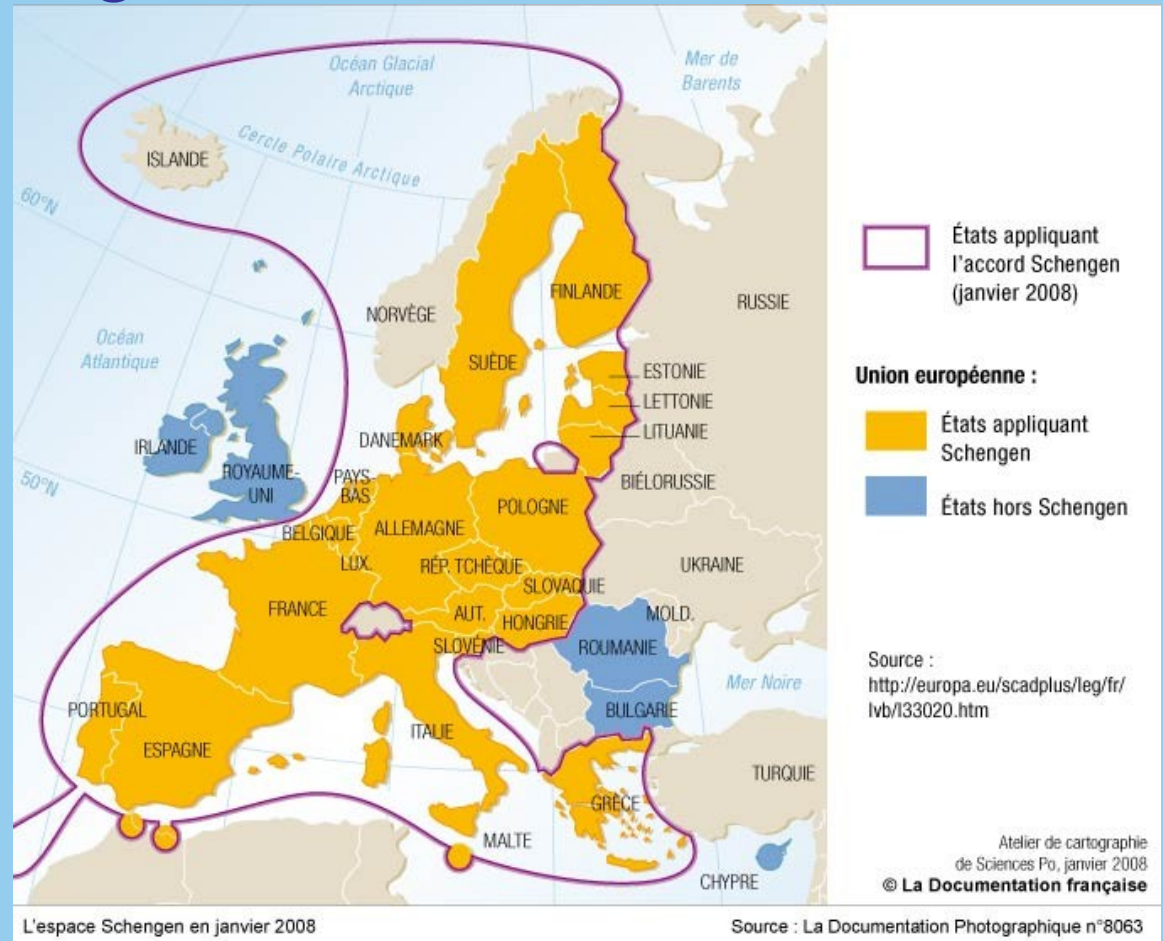 Océan Glacial
Arctique
Mer de
Barents
Cercle Polaire Arctique
ISLANDE
60°N
NORVÈGE
FINLANDE
RUSSIE
Océan
Atlantique
SUÈDE
ESTONIE
LETTONIE
LITUANIE
IRLANDE
DANEMARK
50°N
ROYAUME-
UNI
PAYS-
BAS
BIÉLORUSSIE
POLOGNE
BELGIQUE
ALLEMAGNE
LUX.
RÉP. TCHÈQUE
UKRAINE
SLOVAQUIE
FRANCE
AUT.
HONGRIE
MOLD.
SLOVÉNIE
ROUMANIE
Mer Noire
PORTUGAL
BULGARIE
ITALIE
ESPAGNE
TURQUIE
GRÈCE
MALTE
CHYPRE
États appliquant
l'accord Schengen
(janvier 2008)
Union européenne :
États appliquant
Schengen
États hors Schengen
Source :
http://europa.eu/scadplus/leg/fr/
lvb/l33020.htm
Atelier de cartographie
de Sciences Po, janvier 2008
© La Documentation française
L'espace Schengen en janvier 2008
Source : La Documentation Photographique n°8063